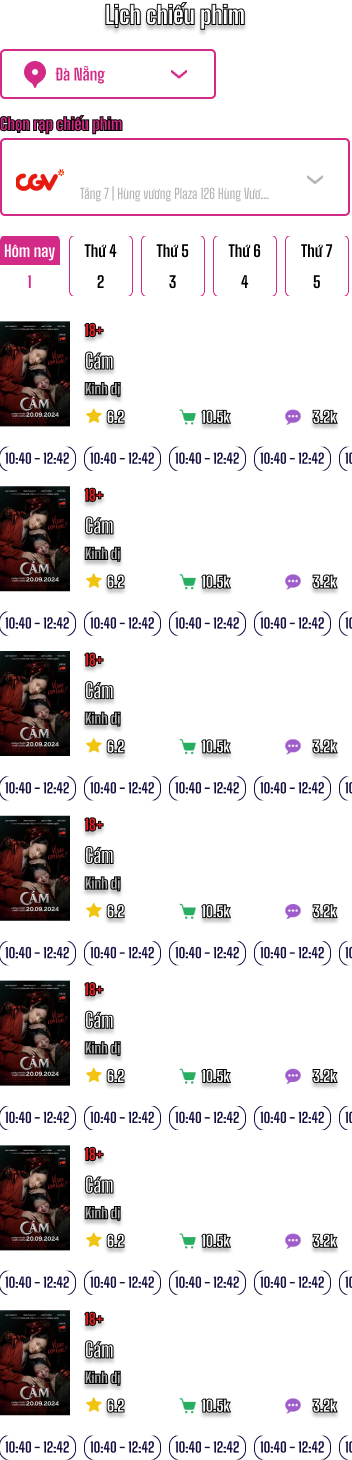 Lịch chiếu phim
Đà Nẵng
Chọn rạp chiếu phim
CGV
Tầng 7 | Hùng vương Plaza 126 Hùng Vươ...
Hôm nay Thứ 4 Thứ 5 Thứ 6 Thứ 7
1 2 3 4 5
18+
Cám
Kinh dị
6.2 10.5k 3.2k
CÁM
20.09.2024
10:40 - 12:42 10:40 - 12:42 10:40 - 12:42 10:40 - 12:42
18+
Cám
Kinh dị
6.2 10.5k 3.2k
CÁM
20.09.2024
10:40 - 12:42 10:40 - 12:42 10:40 - 12:42 10:40 - 12:42
18+
Cám
Kinh dị
6.2 10.5k 3.2k
CÁM
20.09.2024
10:40 - 12:42 10:40 - 12:42 10:40 - 12:42 10:40 - 12:42
18+
Cám
Kinh dị
6.2 10.5k 3.2k
CÁM
20.09.2024
10:40 - 12:42 10:40 - 12:42 10:40 - 12:42 10:40 - 12:42
18+
Cám
Kinh dị
6.2 10.5k 3.2k
CÁM
20.09.2024
10:40 - 12:42 10:40 - 12:42 10:40 - 12:42 10:40 - 12:42
18+
Cám
Kinh dị
6.2 10.5k 3.2k
CÁM
20.09.2024
10:40 - 12:42 10:40 - 12:42 10:40 - 12:42 10:40 - 12:42
18+
Cám
Kinh dị
6.2 10.5k 3.2k
CÁM
20.09.2024
10:40 - 12:42 10:40 - 12:42 10:40 - 12:42 10:40 - 12:42